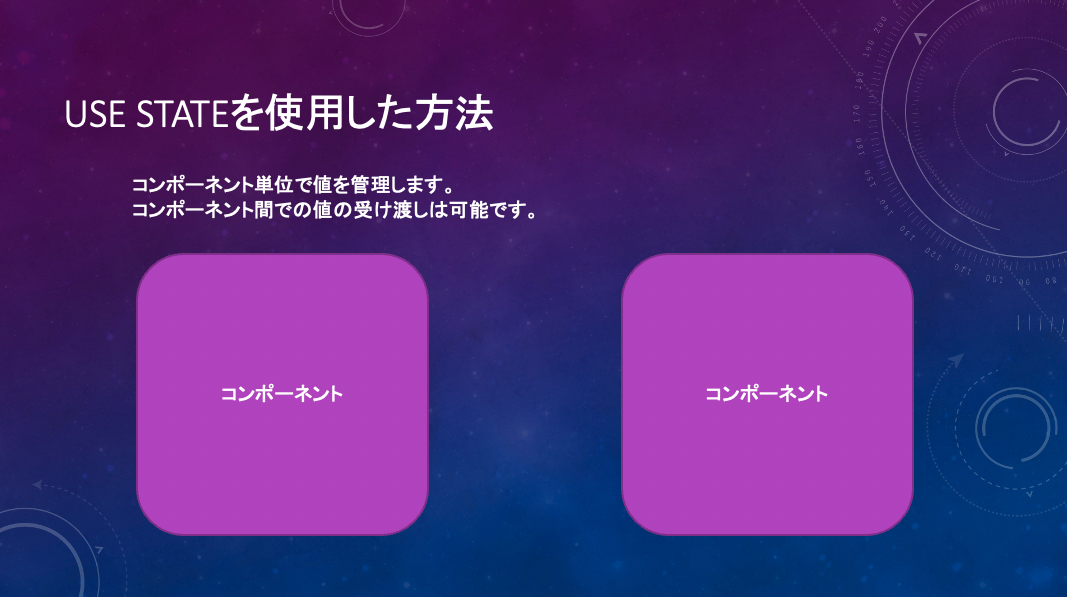 USE STATEを使用した方法
コンポーネント単位で値を管理します。
コンポーネント間での値の受け渡しは可能です。
コンポーネント
コンポーネント